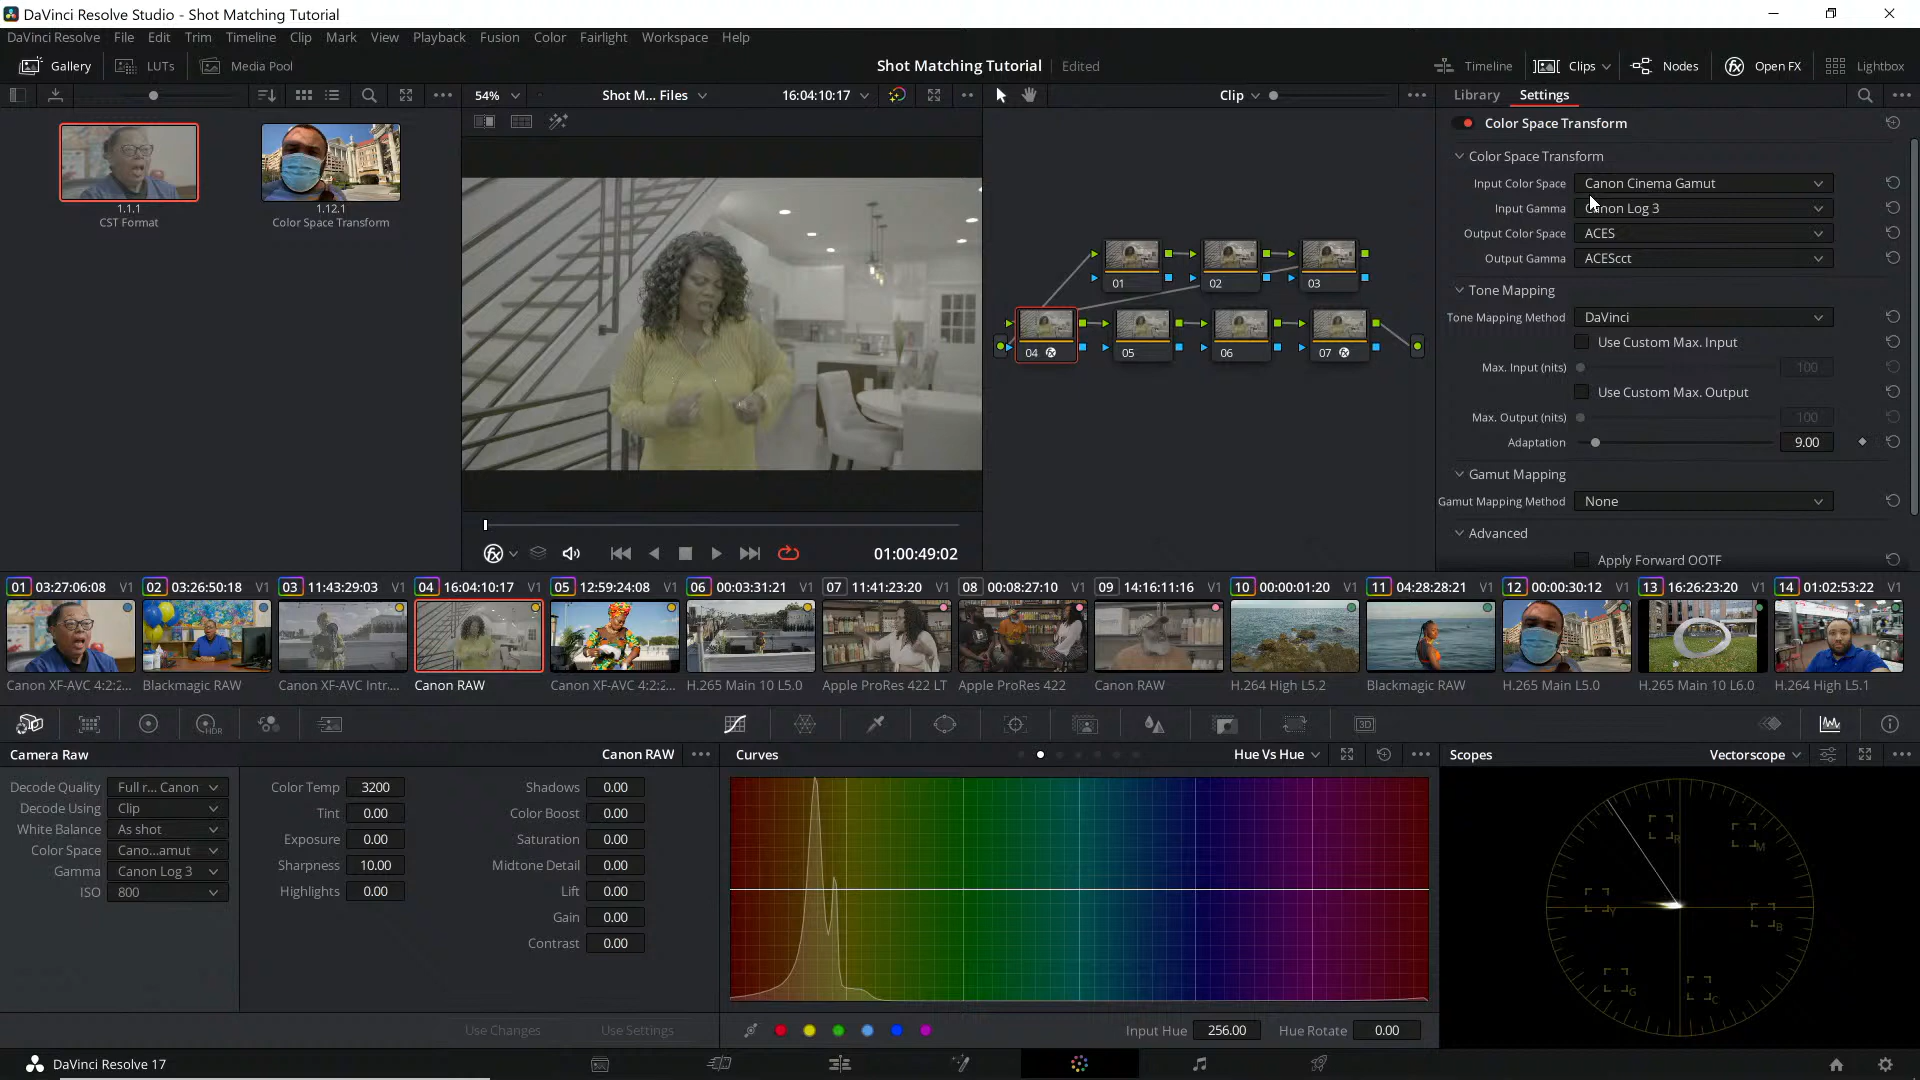 DaVinci Resolve Studio - Shot Matching Tutorial
DaVinci Resolve File Edit Trim Timeline Clip Mark View Playback Fusion Color Fairlight Workspace Help
Gallery LUTs Media Pool Shot Matching Tutorial Edited Timeline Clips Nodes Open FX Lightbox
54% Shot M... Files 16:04:10:17 Clip Library Settings
Color Space Transform
1.1.1
CST Format
1.12.1
Color Space Transform
01 02 03
04 05 06 07
Color Space Transform
Input Color Space Canon Cinema Gamut
Input Gamma Canon Log 3
Output Color Space ACES
Output Gamma ACEScct
Tone Mapping
Tone Mapping Method DaVinci
Use Custom Max. Input
Max. Input (nits) 100
Use Custom Max. Output
Max. Output (nits) 100
Adaptation 9.00
Gamut Mapping
Gamut Mapping Method None
Advanced
Apply Forward OOTF
01:00:49:02
01 03:27:06:08 V1 02 03:26:50:18 V1 03 11:43:29:03 V1 04 16:04:10:17 V1 05 12:59:24:08 V1 06 00:03:31:21 V1 07 11:41:23:20 V1 08 00:08:27:10 V1 09 14:16:11:16 V1 10 00:00:01:20 V1 11 04:28:28:21 V1 12 00:00:30:12 V1 13 16:26:23:20 V1 14 01:02:53:22 V1
Canon XF-AVC 4:2:2... Blackmagic RAW Canon XF-AVC Intr... Canon RAW Canon XF-AVC 4:2:2... H.265 Main 10 L5.0 Apple ProRes 422 LT Apple ProRes 422 Canon RAW H.264 High L5.2 Blackmagic RAW H.265 Main L5.0 H.265 Main 10 L6.0 H.264 High L5.1
HDR 3D
Camera Raw Canon RAW
Decode Quality Full r... Canon
Decode Using Clip
White Balance As shot
Color Space Cano...amut
Gamma Canon Log 3
ISO 800
Color Temp 3200
Tint 0.00
Exposure 0.00
Sharpness 10.00
Highlights 0.00
Shadows 0.00
Color Boost 0.00
Saturation 0.00
Midtone Detail 0.00
Lift 0.00
Gain 0.00
Contrast 0.00
Use Changes Use Settings
Curves Hue Vs Hue
Input Hue 256.00 Hue Rotate 0.00
Scopes Vectorscope
R
M
Y
B
G
C
DaVinci Resolve 17